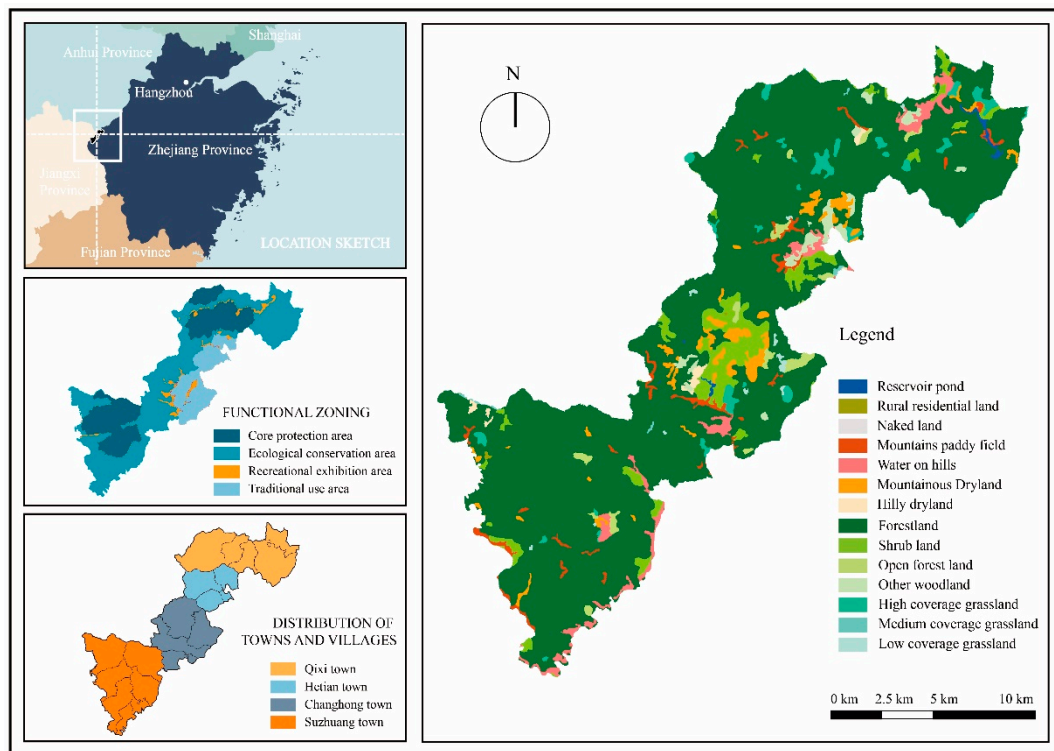 Shanghai
Anhui Province
Hangzhou
Zhejiang Province
Jiangxi
Province
Fujian Province
LOCATION SKETCH
FUNCTIONAL ZONING
Core protection area
Ecological conservation area
Recreational exhibition area
Traditional use area
DISTRIBUTION OF
TOWNS AND VILLAGES
Qixi town
Hetian town
Changhong town
Suzhuang town
N
Legend
Reservoir pond
Rural residential land
Naked land
Mountains paddy field
Water on hills
Mountainous Dryland
Hilly dryland
Forestland
Shrub land
Open forest land
Other woodland
High coverage grassland
Medium coverage grassland
Low coverage grassland
0 km 2.5 km 5 km 10 km